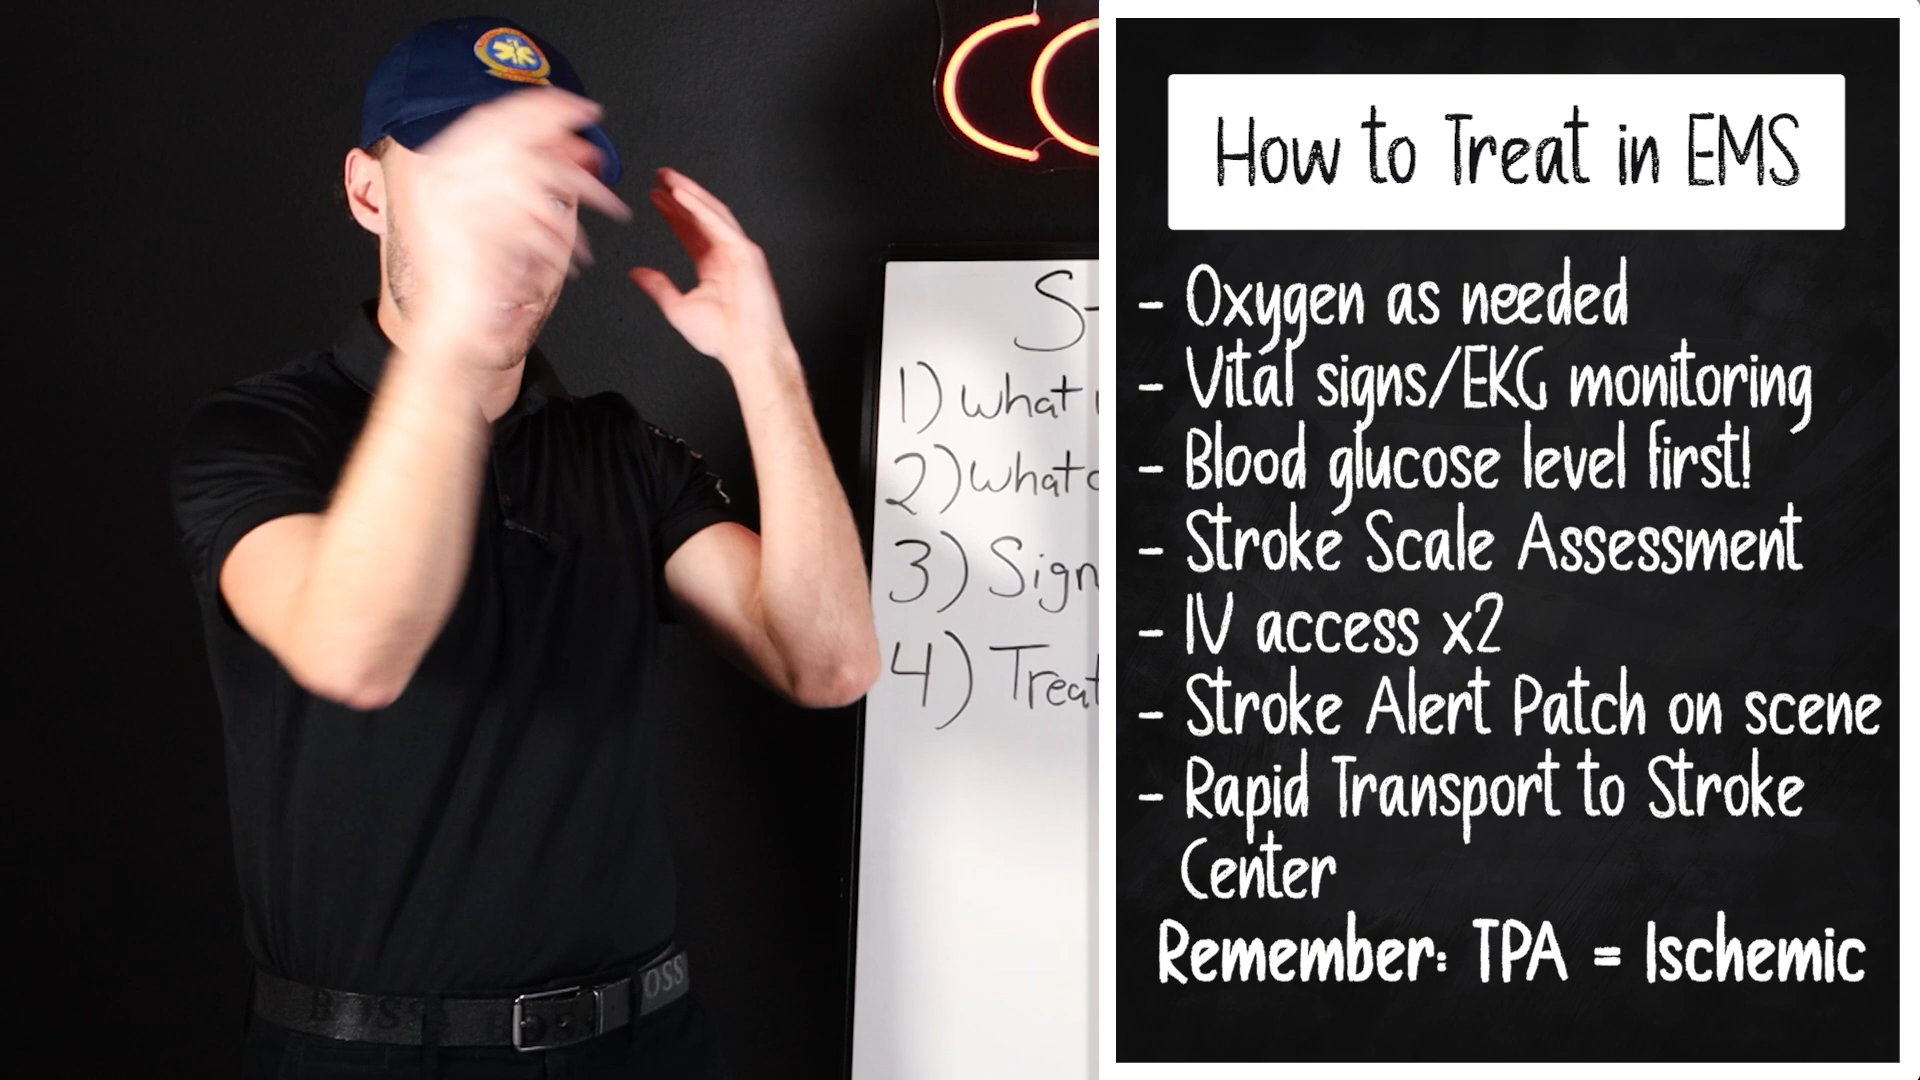 How to Treat in EMS
- Oxygen as needed
- Vital signs/EKG monitoring
- Blood glucose level first!
- Stroke Scale Assessment
- IV access x2
- Stroke Alert Patch on scene
- Rapid Transport to Stroke
Center
Remember: TPA = Ischemic
1) What
2) What
3) Sign
4) Treat
BOSS
OSS